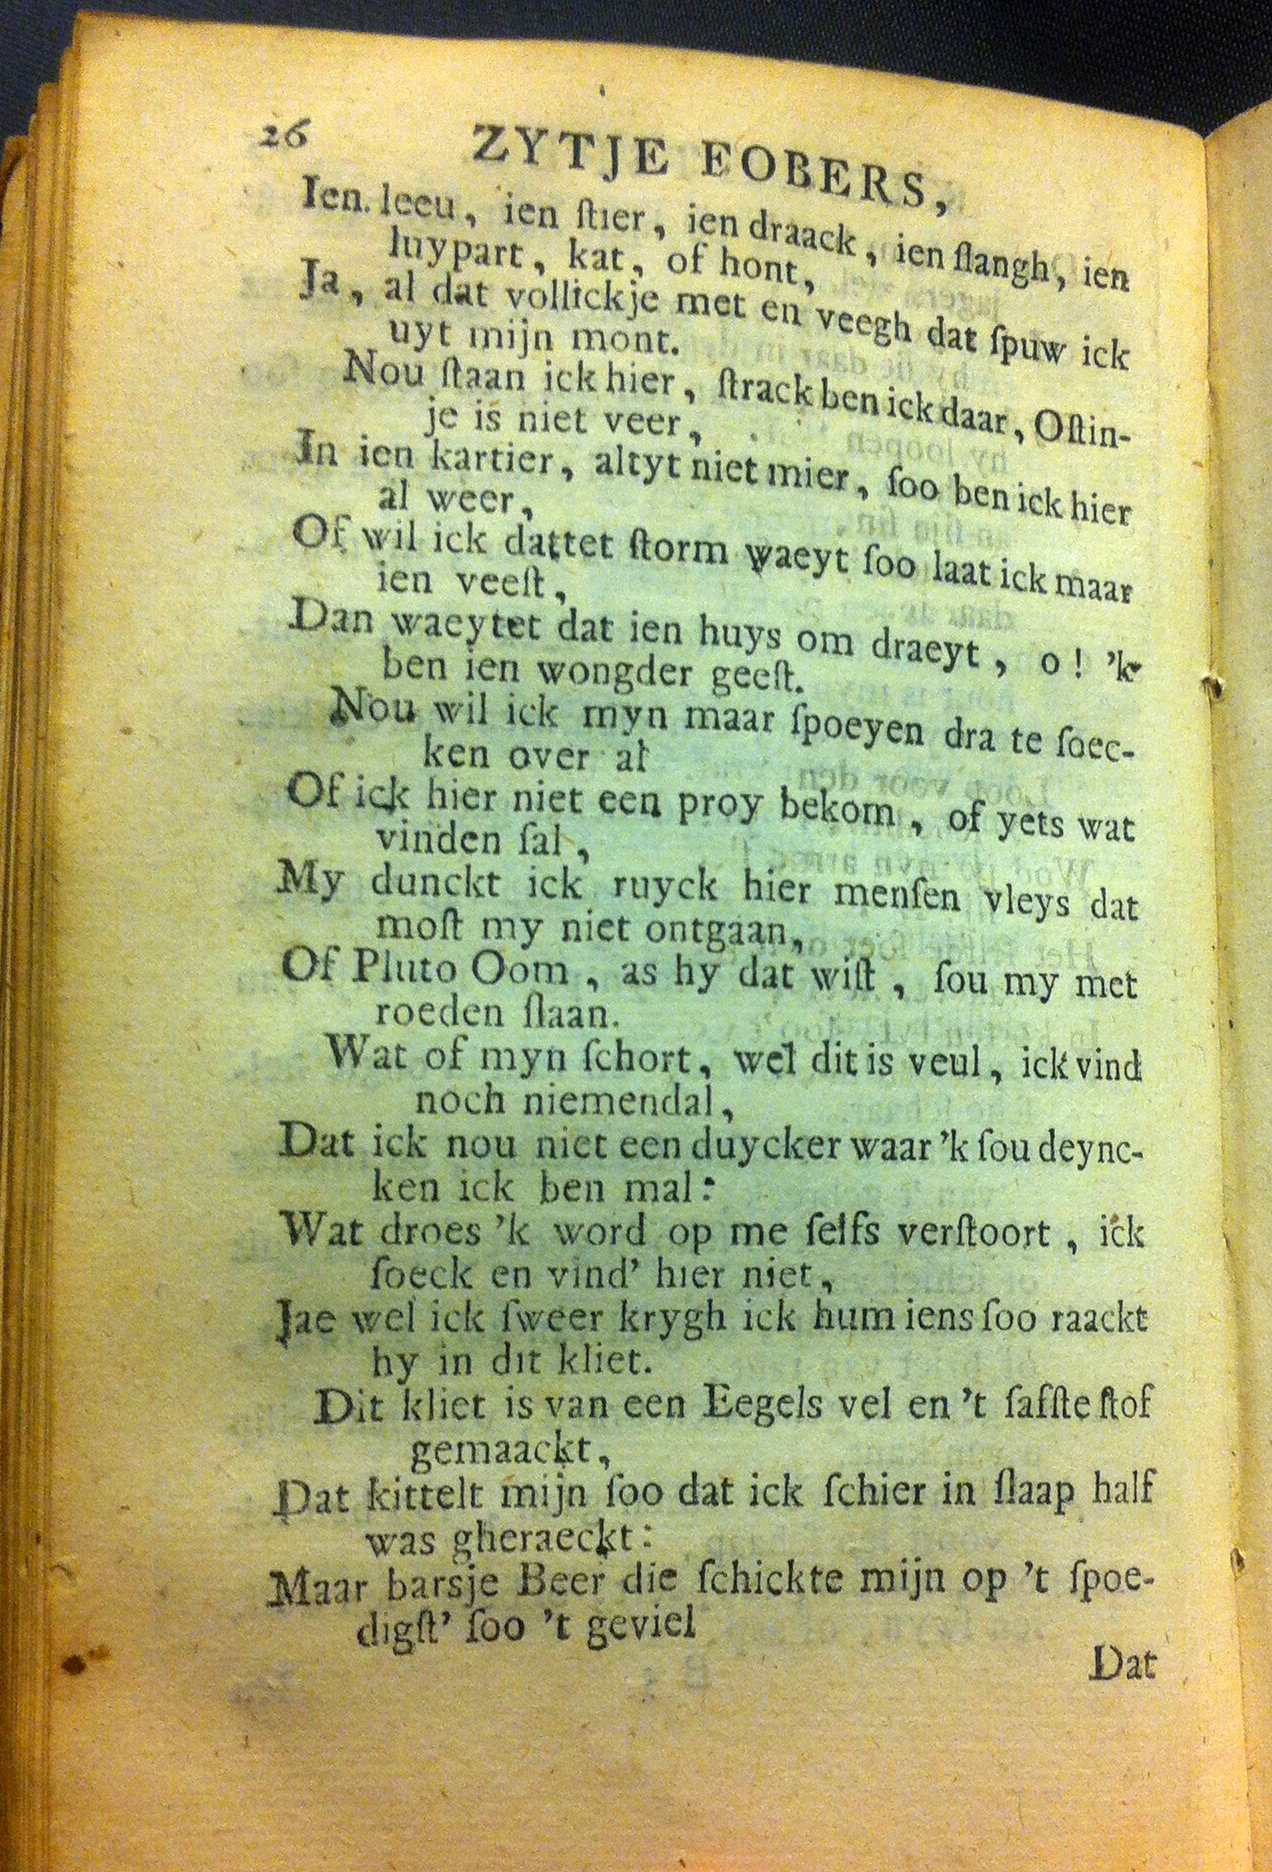 26 ZYTJE FOBERS,
Ien leeu, ien ſtier, ien draack, ien ſlangh, ien
luypart, kat, of hont,
Ja, al dat vollickje met en veegh dat ſpuw ick
uyt mijn mont.
Nou ſtaan ick hier, ſtrack ben ick daar, Oſtin-
je is niet veer,
In ien kartier, altyt niet mier, ſoo ben ick hier
al weer,
Of wil ick dattet ſtorm waeyt ſoo laat ick maar
ien veeſt,
Dan waeytet dat ien huys om draeyt, o! 'k
ben ien wongder geeſt.
Nou wil ick myn maar ſpoeyen dra te ſoec-
ken over al
Of ick hier niet een proy bekom, of yets wat
vinden ſal,
My dunckt ick ruyck hier menſen vleys dat
moſt my niet ontgaan,
Of Pluto Oom, as hy dat wiſt, ſou my met
roeden ſlaan.
Wat of myn ſchort, wel dit is veul, ick vind
noch niemendal,
Dat ick nou niet een duycker waar 'k ſou deync-
ken ick ben mal:
Wat droes 'k word op me ſelfs verſtoort, ick
ſoeck en vind' hier niet,
Jae wel ick ſweer krygh ick hum iens ſoo raackt
hy in dit kliet.
Dit kliet is van een Eegels vel en 't ſafſte ſtof
gemaackt,
Dat kittelt mijn ſoo dat ick ſchier in ſlaap half
was gheraeckt:
Maar barsje Beer die ſchickte mijn op 't ſpoe-
digſt' ſoo 't geviel
Dat